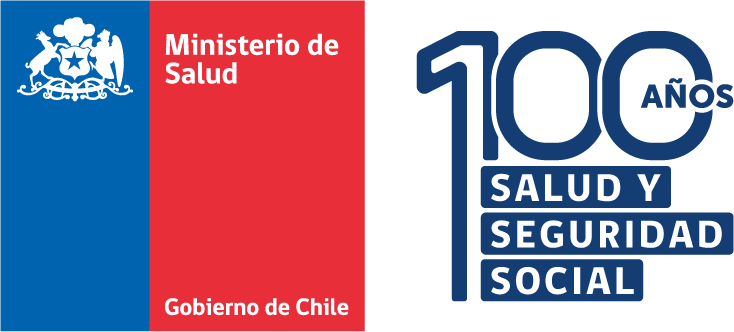 Ministerio de
Salud
Gobierno de Chile
100
AÑOS
SALUD Y
SEGURIDAD
SOCIAL